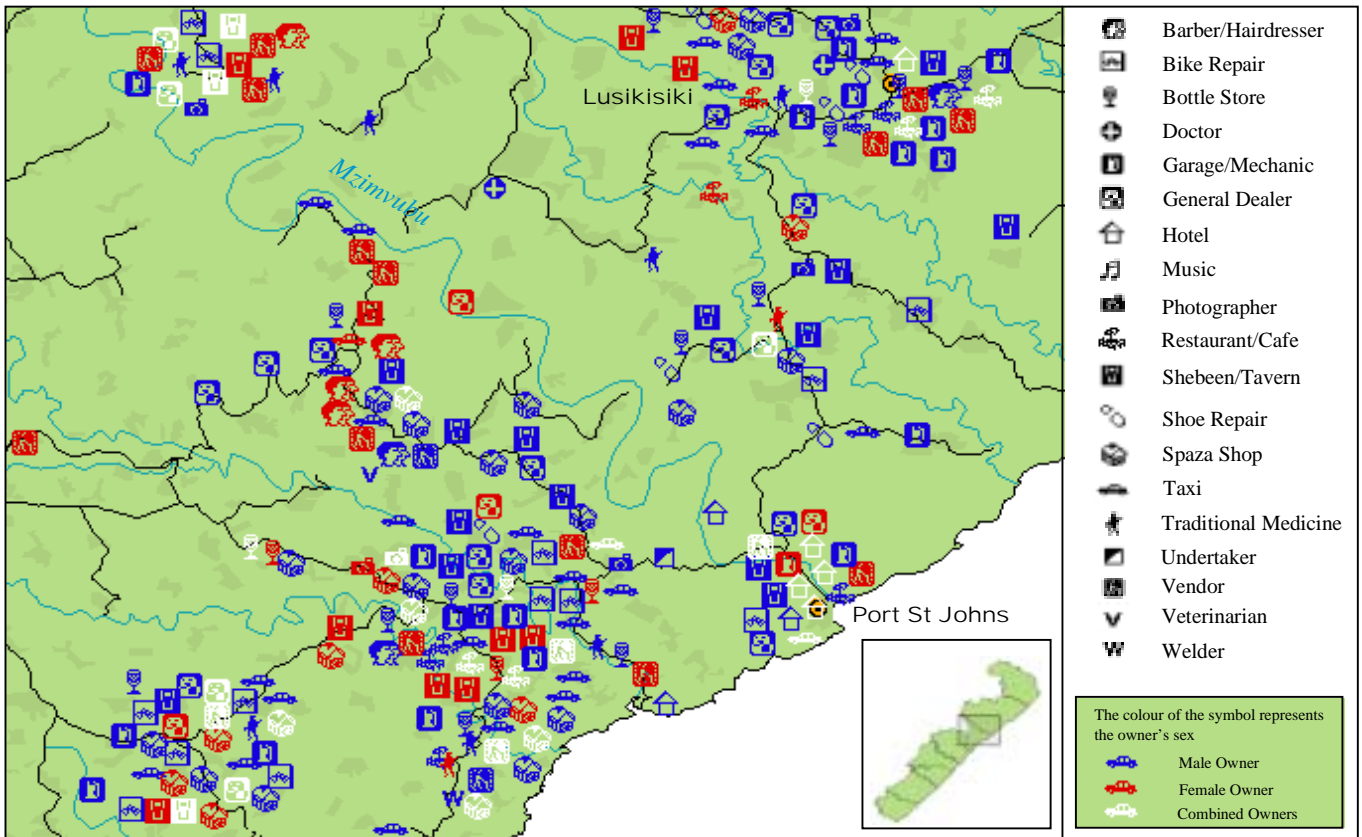 Lusikisiki
Mzimvubu
Port St Johns
Barber/Hairdresser
Bike Repair
Bottle Store
Doctor
Garage/Mechanic
General Dealer
Hotel
Music
Photographer
Restaurant/Cafe
Shebeen/Tavern
Shoe Repair
Spaza Shop
Taxi
Traditional Medicine
Undertaker
Vendor
Veterinarian
Welder
The colour of the symbol represents
the owner's sex
Male Owner
Female Owner
Combined Owners